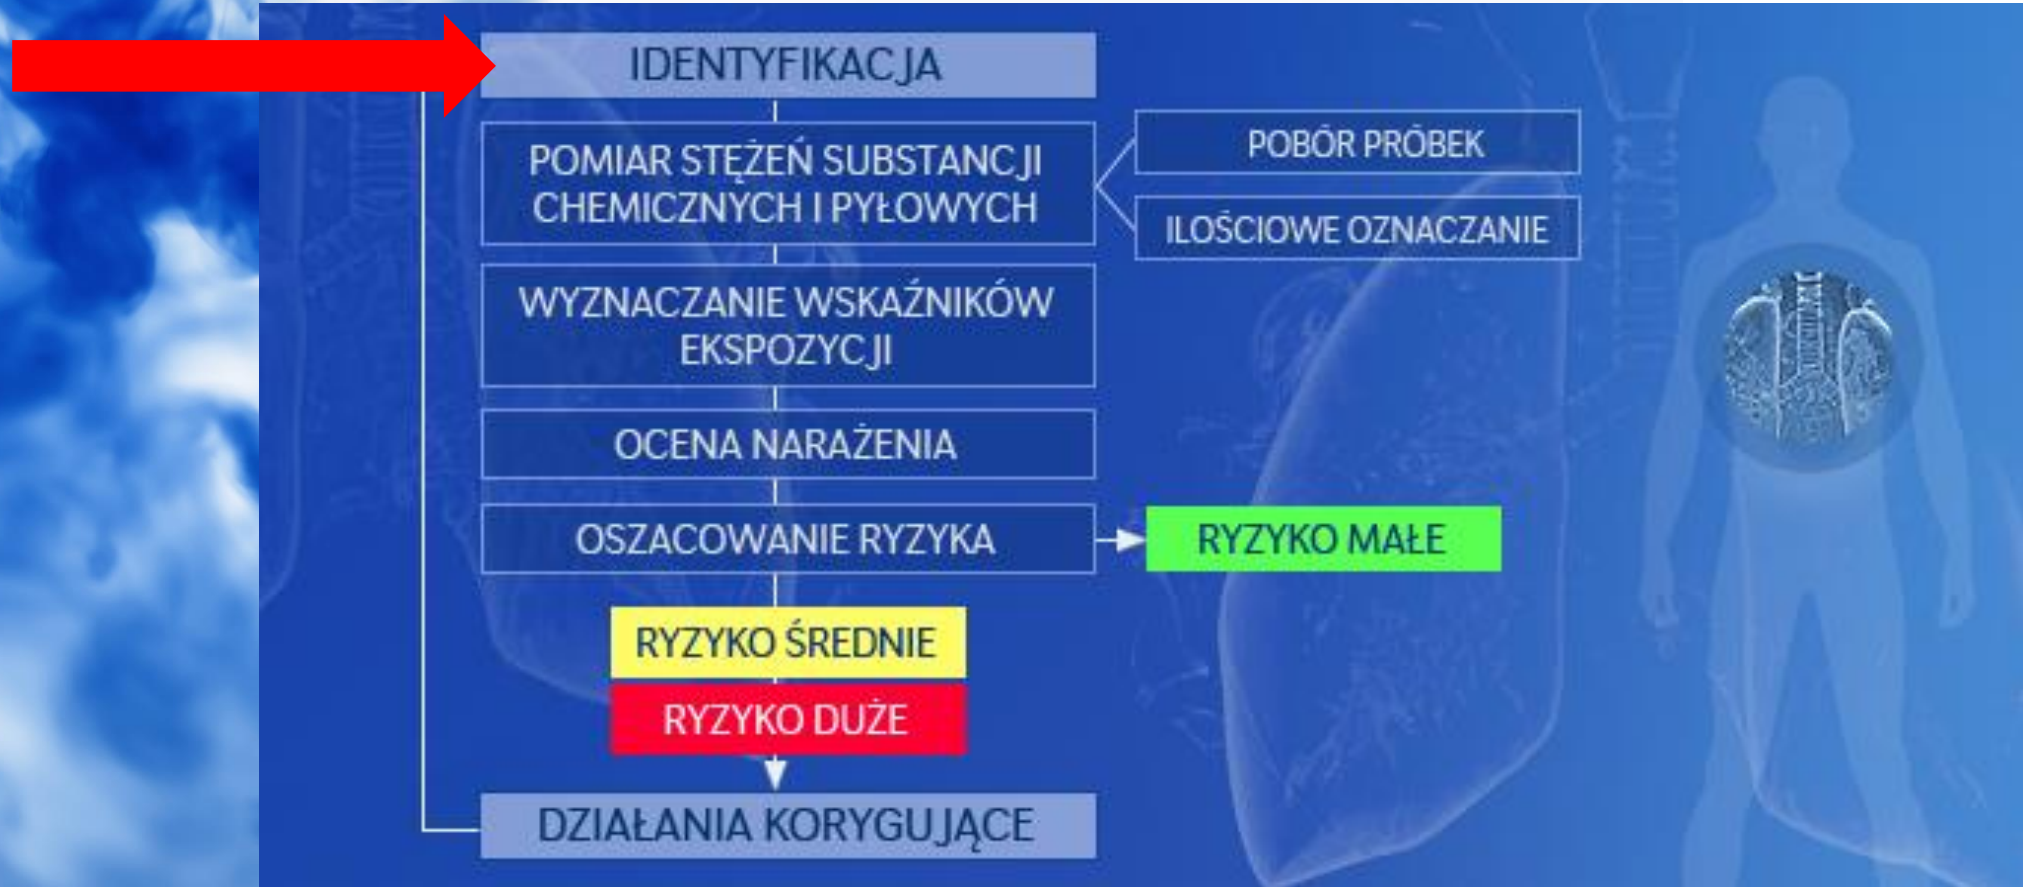 IDENTYFIKACJA
POMIAR STĘŻEŃ SUBSTANCJI
CHEMICZNYCH I PYŁOWYCH
POBÓR PRÓBEK
ILOŚCIOWE OZNACZANIE
WYZNACZANIE WSKAŹNIKÓW
EKSPOZYCJI
OCENA NARAŻENIA
OSZACOWANIE RYZYKA
RYZYKO MAŁE
RYZYKO ŚREDNIE
RYZYKO DUŻE
DZIAŁANIA KORYGUJĄCE